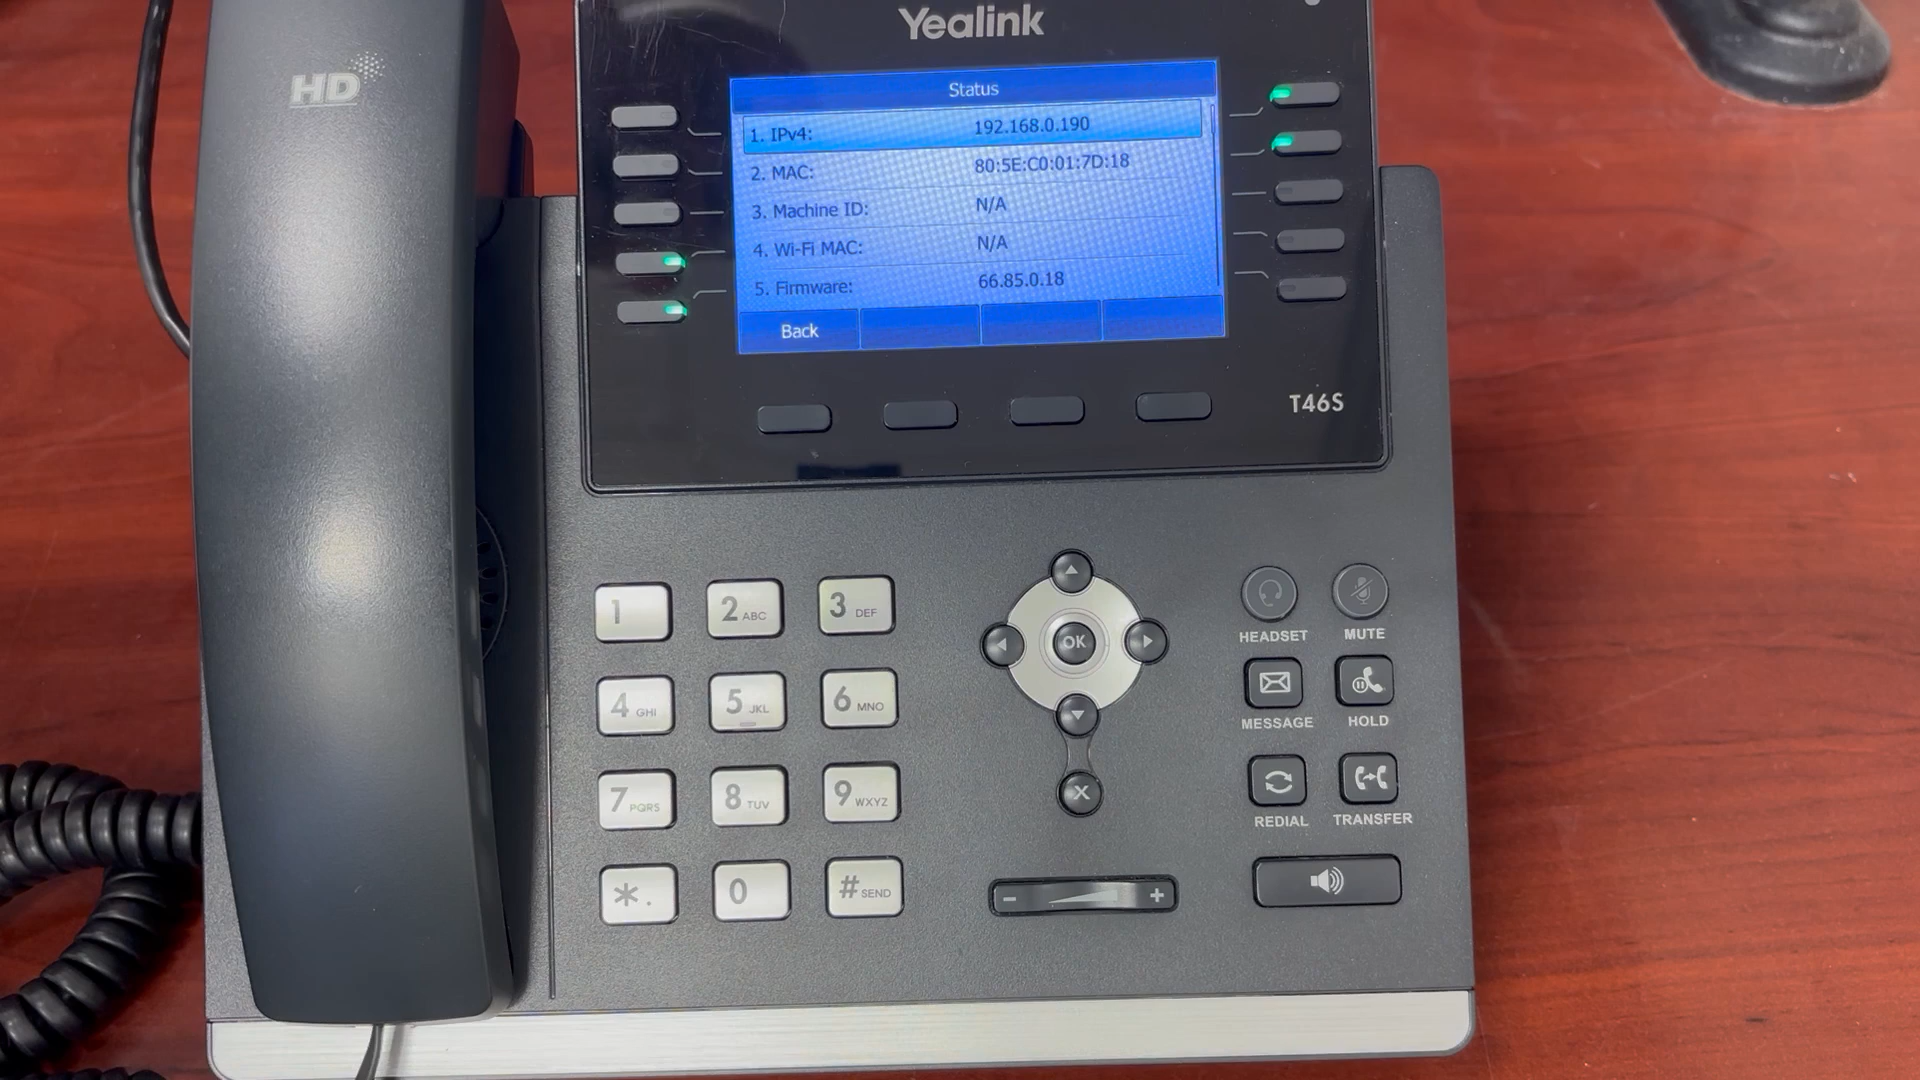 Yealink
HD
Status
1. IPv4: 192.168.0.190
2. MAC: 80:5E:C0:01:7D:18
3. Machine ID: N/A
4. Wi-Fi MAC: N/A
5. Firmware: 66.85.0.18
Back
T46S
1 2 ABC 3 DEF
4 GHI 5 JKL 6 MNO
7 PQRS 8 TUV 9 WXYZ
* . 0 # SEND
OK
X
HEADSET MUTE
MESSAGE HOLD
REDIAL TRANSFER
- +